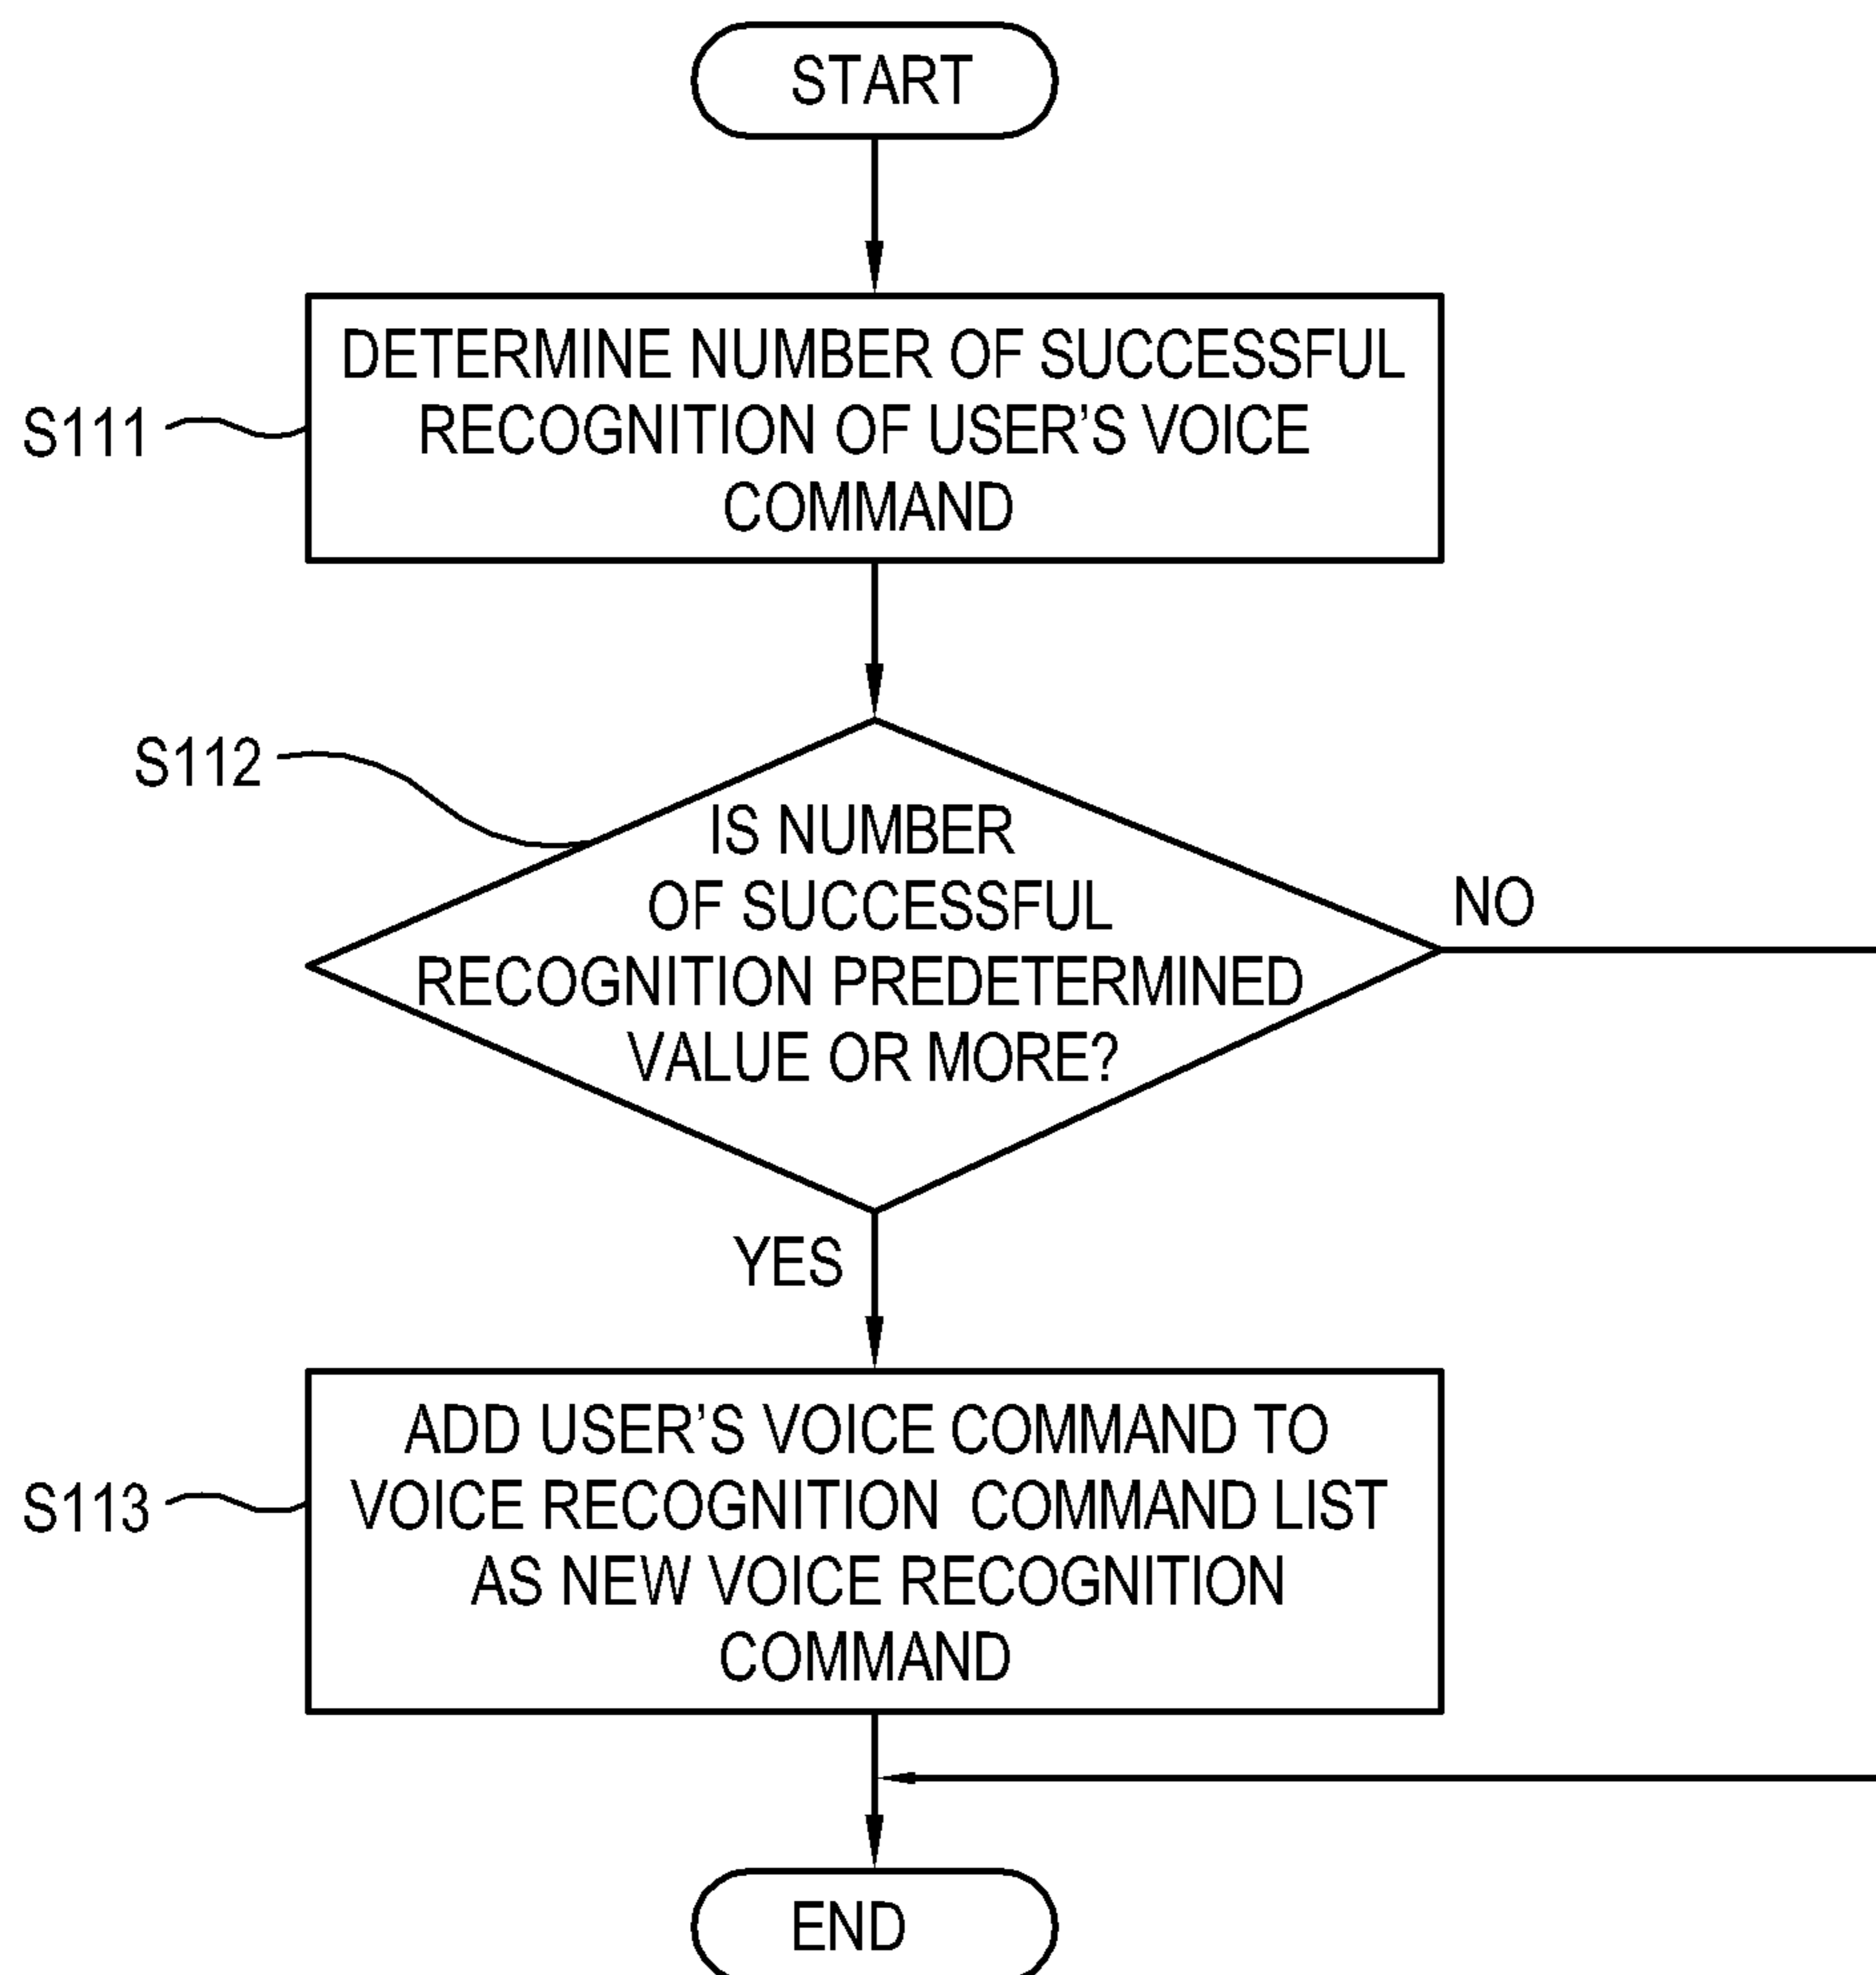 START
DETERMINE NUMBER OF SUCCESSFUL
RECOGNITION OF USER'S VOICE
COMMAND
S111
S112
IS NUMBER
OF SUCCESSFUL
RECOGNITION PREDETERMINED
VALUE OR MORE?
NO
YES
ADD USER'S VOICE COMMAND TO
VOICE RECOGNITION COMMAND LIST
AS NEW VOICE RECOGNITION
COMMAND
S113
END